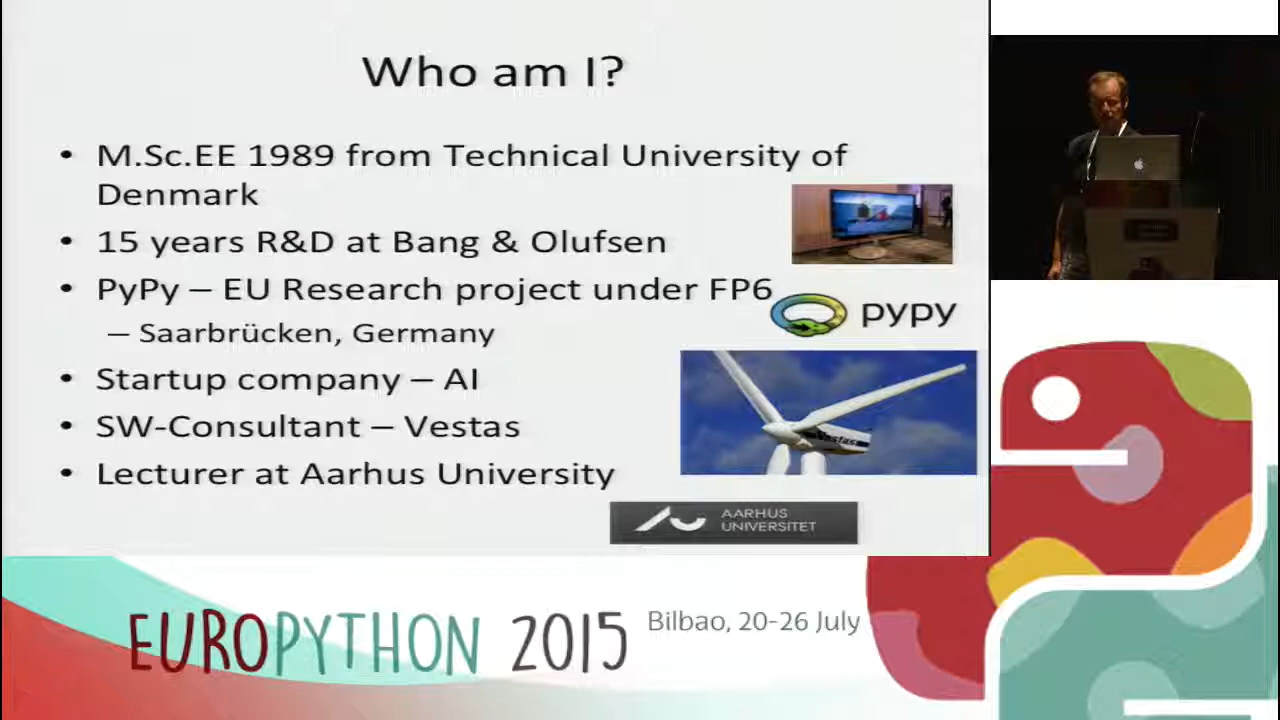 Who am I?
• M.Sc.EE 1989 from Technical University of
Denmark
• 15 years R&D at Bang & Olufsen
• PyPy – EU Research project under FP6
pypy
– Saarbrücken, Germany
• Startup company – AI
• SW-Consultant – Vestas
Vestas
• Lecturer at Aarhus University
AARHUS
UNIVERSITET
EUROPYTHON 2015 Bilbao, 20-26 July